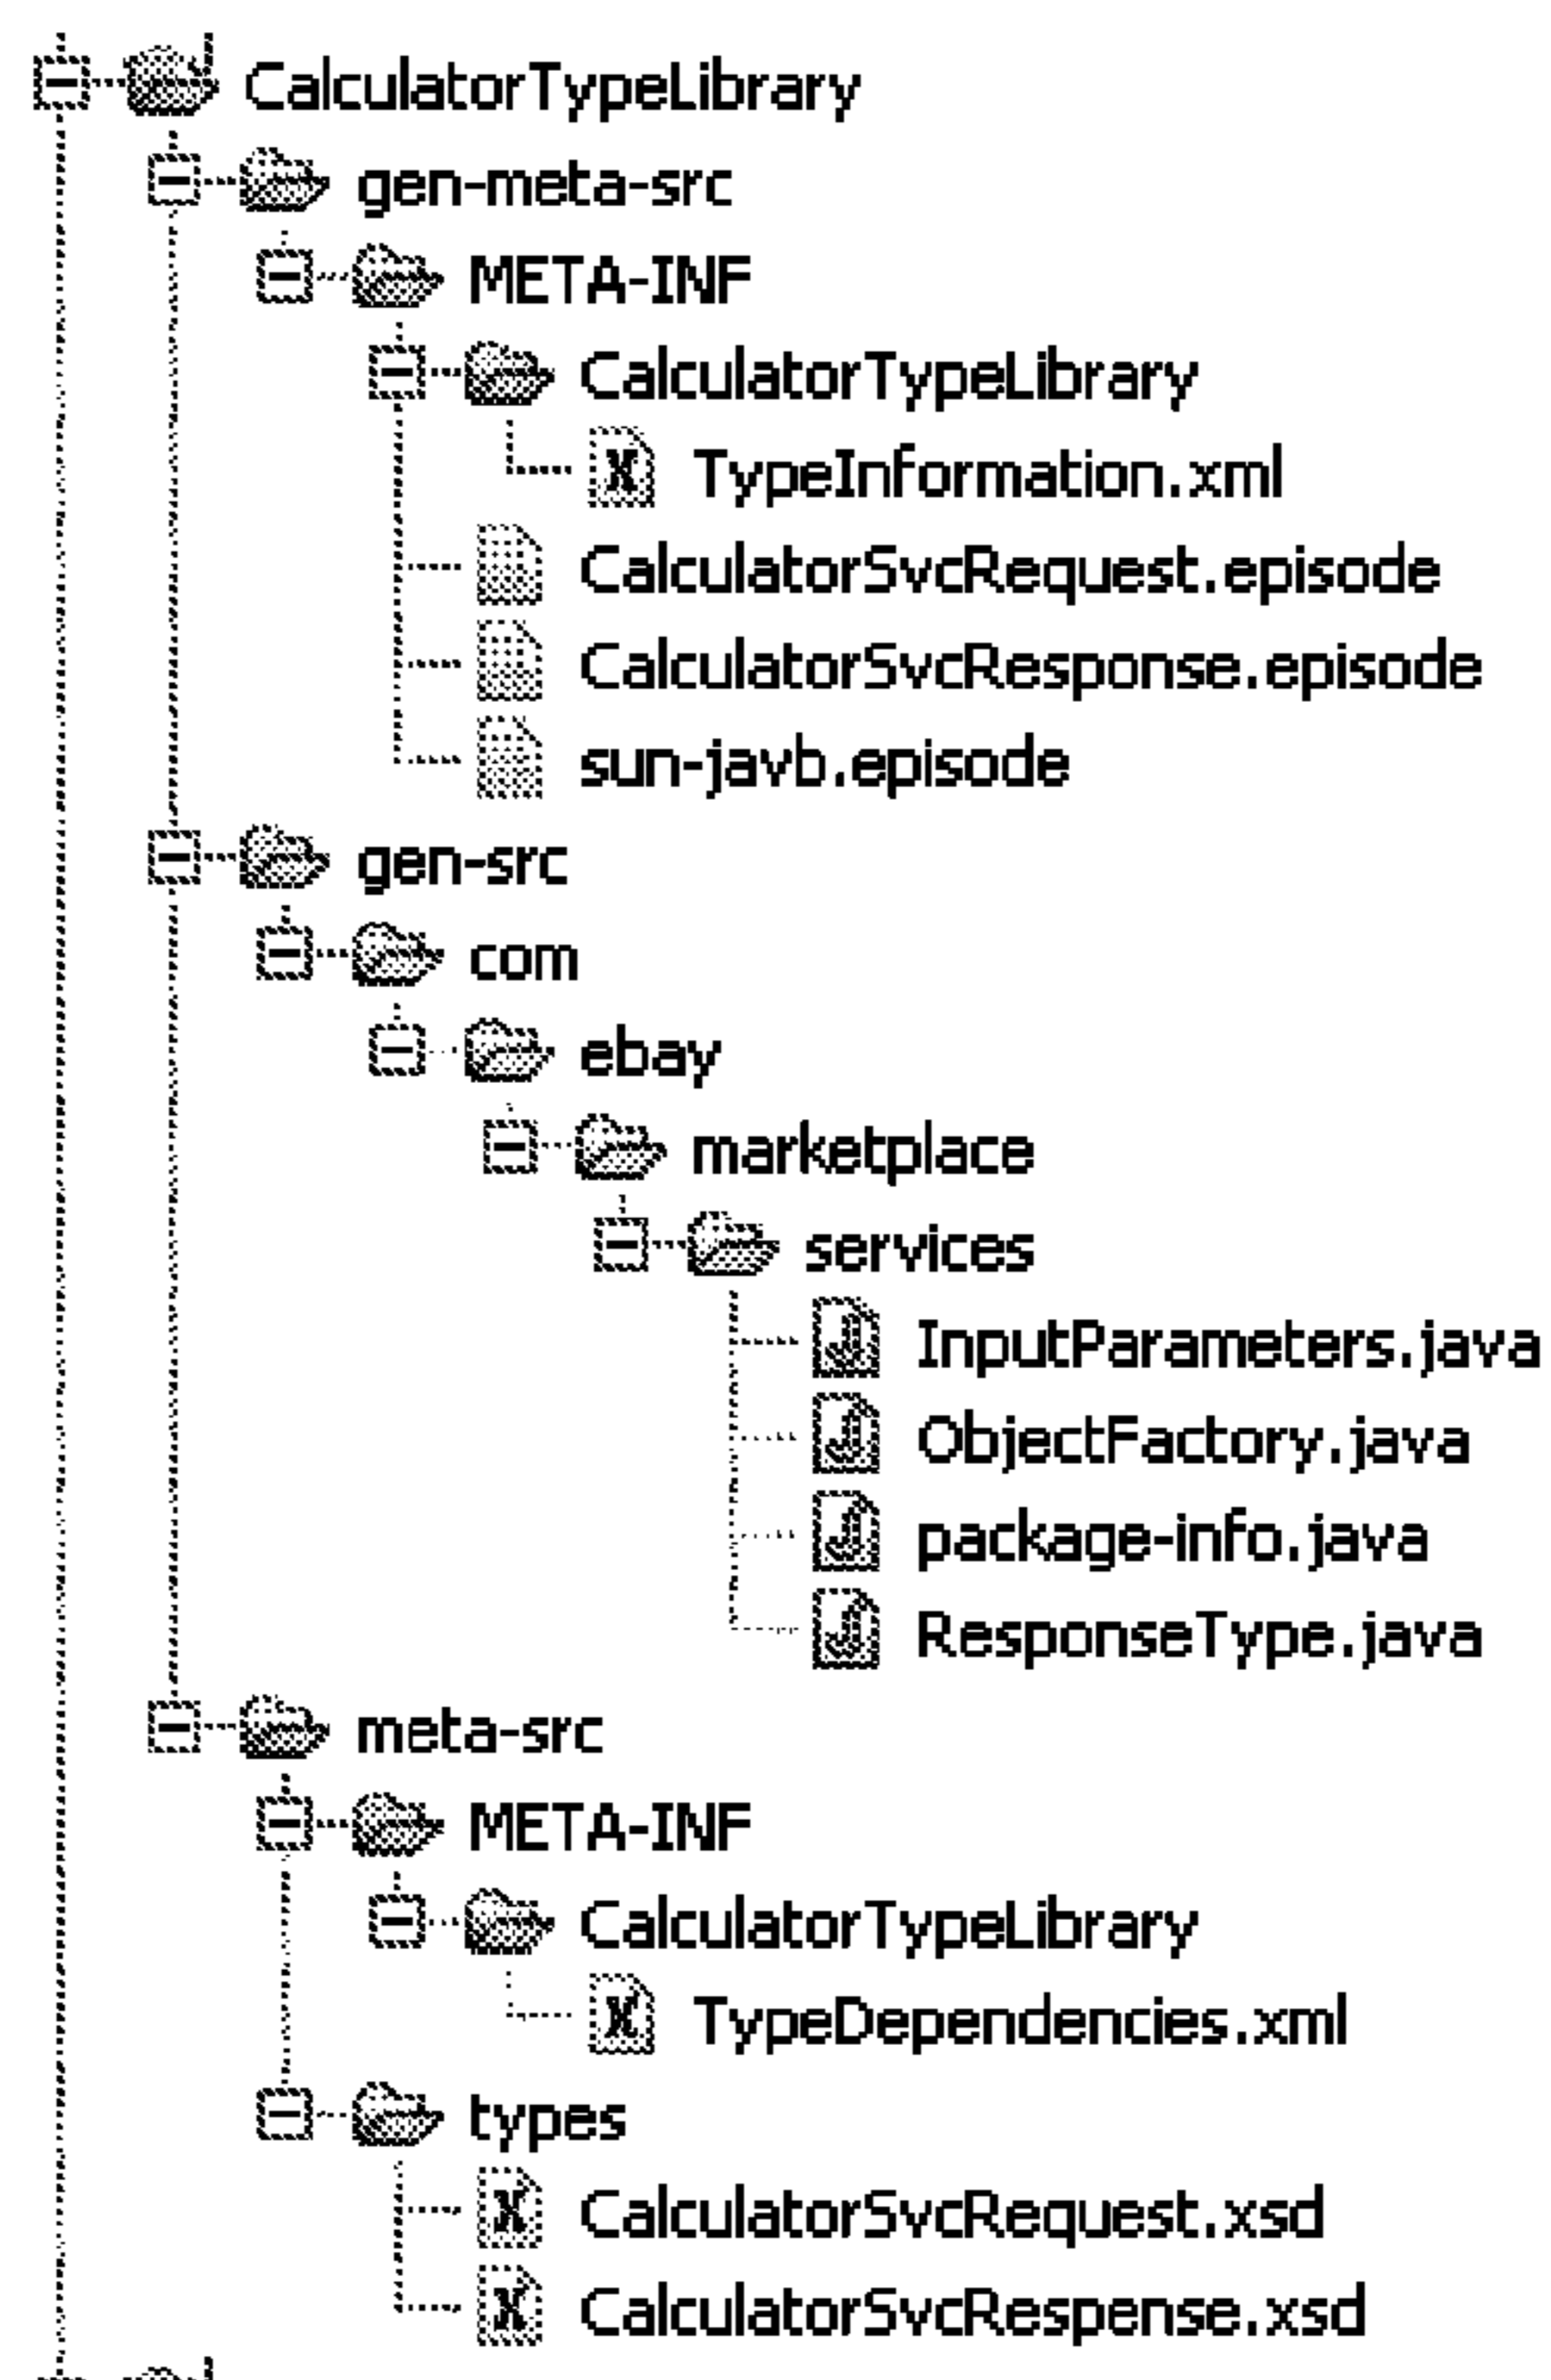 CalculatorTypeLibrary
gen-meta-src
META-INF
CalculatorTypeLibrary
TypeInformation.xml
CalculatorSvcRequest.episode
CalculatorSvcResponse.episode
sun-javb.episode
gen-src
com
ebay
marketplace
services
InputParameters.java
ObjectFactory.java
package-info.java
ResponseType.java
meta-src
META-INF
CalculatorTypeLibrary
TypeDependencies.xml
types
CalculatorSvcRequest.xsd
CalculatorSvcRespense.xsd